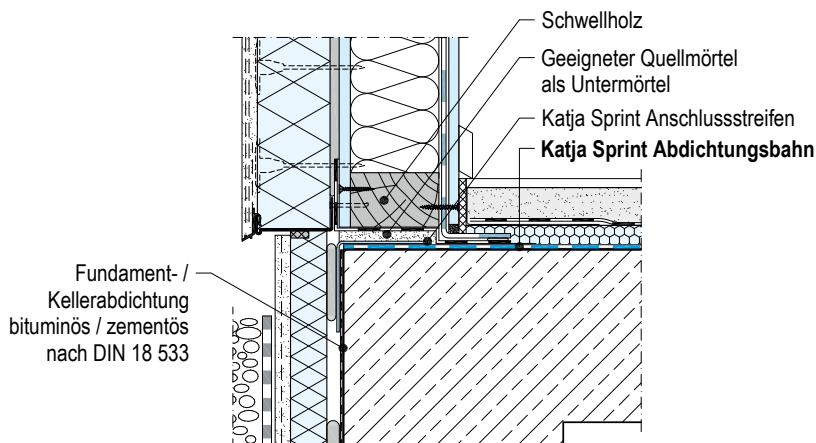 Schwellholz
Geeigneter Quellmörtel
als Untermörtel
Katja Sprint Anschlussstreifen
Katja Sprint Abdichtungsbahn
Fundament- /
Kellerabdichtung
bituminös / zementös
nach DIN 18 533